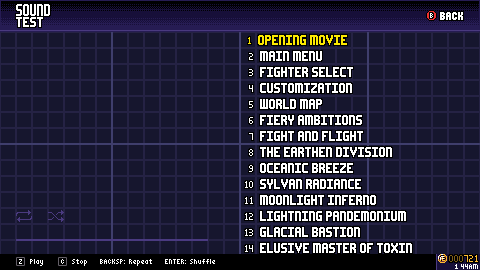 SOUND
TEST
B BACK
1 OPENING MOVIE
2 MAIN MENU
3 FIGHTER SELECT
4 CUSTOMIZATION
5 WORLD MAP
6 FIERY AMBITIONS
7 FIGHT AND FLIGHT
8 THE EARTHEN DIVISION
9 OCEANIC BREEZE
10 SYLVAN RADIANCE
11 MOONLIGHT INFERNO
12 LIGHTNING PANDEMONIUM
13 GLACIAL BASTION
14 ELUSIVE MASTER OF TOXIN
Z Play C Stop BACKSP: Repeat ENTER: Shuffle
000721
1:44AM